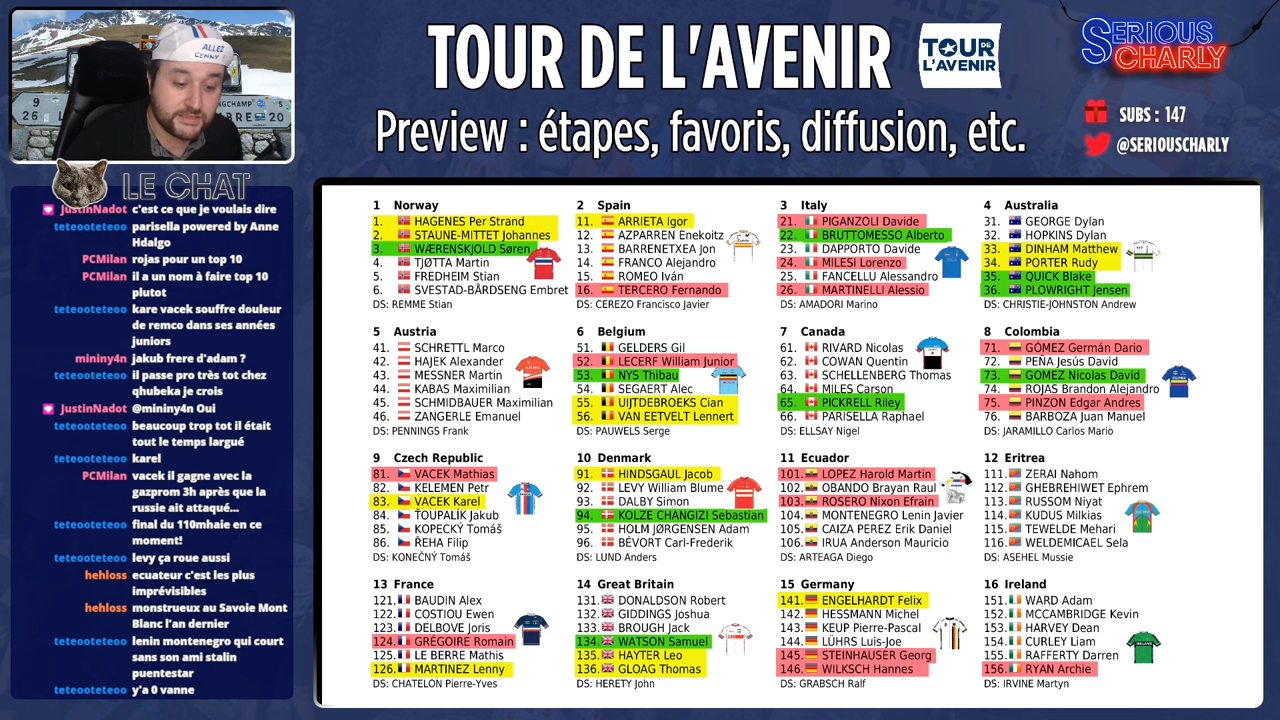 ALLEZ
LENNY
9
26
NGCHAMP
5
BRE 20
TOUR DE L'AVENIR
TOUR DE
L'AVENIR
SERIOUS
CHARLY
Preview : étapes, favoris, diffusion, etc.
SUBS : 147
@SERIOUSCHARLY
LE CHAT
JustinNadot c'est ce que je voulais dire
teteooteteoo parisella powered by Anne
Hdalgo
PCMilan rojas pour un top 10
PCMilan il a un nom à faire top 10
plutot
teteooteteoo kare vacek souffre douleur
de remco dans ses années
juniors
mininy4n jakub frere d'adam ?
teteooteteoo il passe pro très tot chez
qhubeka je crois
JustinNadot @mininy4n Oui
teteooteteoo beaucoup trop tot il était
tout le temps largué
teteooteteoo karel
PCMilan vacek il gagne avec la
gazprom 3h après que la
russie ait attaqué...
teteooteteoo final du 110mhaie en ce
moment!
teteooteteoo levy ça roue aussi
hehloss ecuateur c'est les plus
imprévisibles
hehloss monstrueux au Savoie Mont
Blanc l'an dernier
teteooteteoo lenin montenegro qui court
sans son ami stalin
puentestar
teteooteteoo y'a 0 vanne
1 Norway
1. HAGENES Per Strand
2. STAUNE-MITTET Johannes
3. WÆRENSKJOLD Søren
4. TJØTTA Martin
5. FREDHEIM Stian
6. SVESTAD-BÅRDSENG Embret
DS: REMME Stian
2 Spain
11. ARRIETA Igor
12. AZPARREN Enekoitz
13. BARRENETXEA Jon
14. FRANCO Alejandro
15. ROMEO Iván
16. TERCERO Fernando
DS: CEREZO Francisco Javier
3 Italy
21. PIGANZOLI Davide
22. BRUTTOMESSO Alberto
23. DAPPORTO Davide
24. MILESI Lorenzo
25. FANCELLU Alessandro
26. MARTINELLI Alessio
DS: AMADORI Marino
4 Australia
31. GEORGE Dylan
32. HOPKINS Dylan
33. DINHAM Matthew
34. PORTER Rudy
35. QUICK Blake
36. PLOWRIGHT Jensen
DS: CHRISTIE-JOHNSTON Andrew
5 Austria
41. SCHRETTL Marco
42. HAJEK Alexander
43. MESSNER Martin
44. KABAS Maximilian
45. SCHMIDBAUER Maximilian
46. ZANGERLE Emanuel
DS: PENNINGS Frank
6 Belgium
51. GELDERS Gil
52. LECERF William Junior
53. NYS Thibau
54. SEGAERT Alec
55. UIJTDEBROEKS Cian
56. VAN EETVELT Lennert
DS: PAUWELS Serge
7 Canada
61. RIVARD Nicolas
62. COWAN Quentin
63. SCHELLENBERG Thomas
64. MILES Carson
65. PICKRELL Riley
66. PARISELLA Raphael
DS: ELLSAY Nigel
8 Colombia
71. GÓMEZ Germán Dario
72. PEÑA Jesús David
73. GÓMEZ Nicolas David
74. ROJAS Brandon Alejandro
75. PINZON Edgar Andres
76. BARBOZA Juan Manuel
DS: JARAMILLO Carlos Mario
9 Czech Republic
81. VACEK Mathias
82. KELEMEN Petr
83. VACEK Karel
84. ŤOUPALÍK Jakub
85. KOPECKÝ Tomáš
86. ŘEHA Filip
DS: KONEČNÝ Tomáš
10 Denmark
91. HINDSGAUL Jacob
92. LEVY William Blume
93. DALBY Simon
94. KOLZE CHANGIZI Sebastian
95. HOLM JØRGENSEN Adam
96. BÉVORT Carl-Frederik
DS: LUND Anders
11 Ecuador
101. LOPEZ Harold Martin
102. OBANDO Brayan Raul
103. ROSERO Nixon Efrain
104. MONTENEGRO Lenin Javier
105. CAIZA PEREZ Erik Daniel
106. IRUA Anderson Mauricio
DS: ARTEAGA Diego
12 Eritrea
111. ZERAI Nahom
112. GHEBREHIWET Ephrem
113. RUSSOM Niyat
114. KUDUS Milkias
115. TEWELDE Mehari
116. WELDEMICAEL Sela
DS: ASEHEL Mussie
13 France
121. BAUDIN Alex
122. COSTIOU Ewen
123. DELBOVE Joris
124. GRÉGOIRE Romain
125. LE BERRE Mathis
126. MARTINEZ Lenny
DS: CHATELON Pierre-Yves
14 Great Britain
131. DONALDSON Robert
132. GIDDINGS Joshua
133. BROUGH Jack
134. WATSON Samuel
135. HAYTER Leo
136. GLOAG Thomas
DS: HERETY John
15 Germany
141. ENGELHARDT Felix
142. HESSMANN Michel
143. KEUP Pierre-Pascal
144. LÜHRS Luis-Joe
145. STEINHAUSER Georg
146. WILKSCH Hannes
DS: GRABSCH Ralf
16 Ireland
151. WARD Adam
152. MCCAMBRIDGE Kevin
153. HARVEY Dean
154. CURLEY Liam
155. RAFFERTY Darren
156. RYAN Archie
DS: IRVINE Martyn